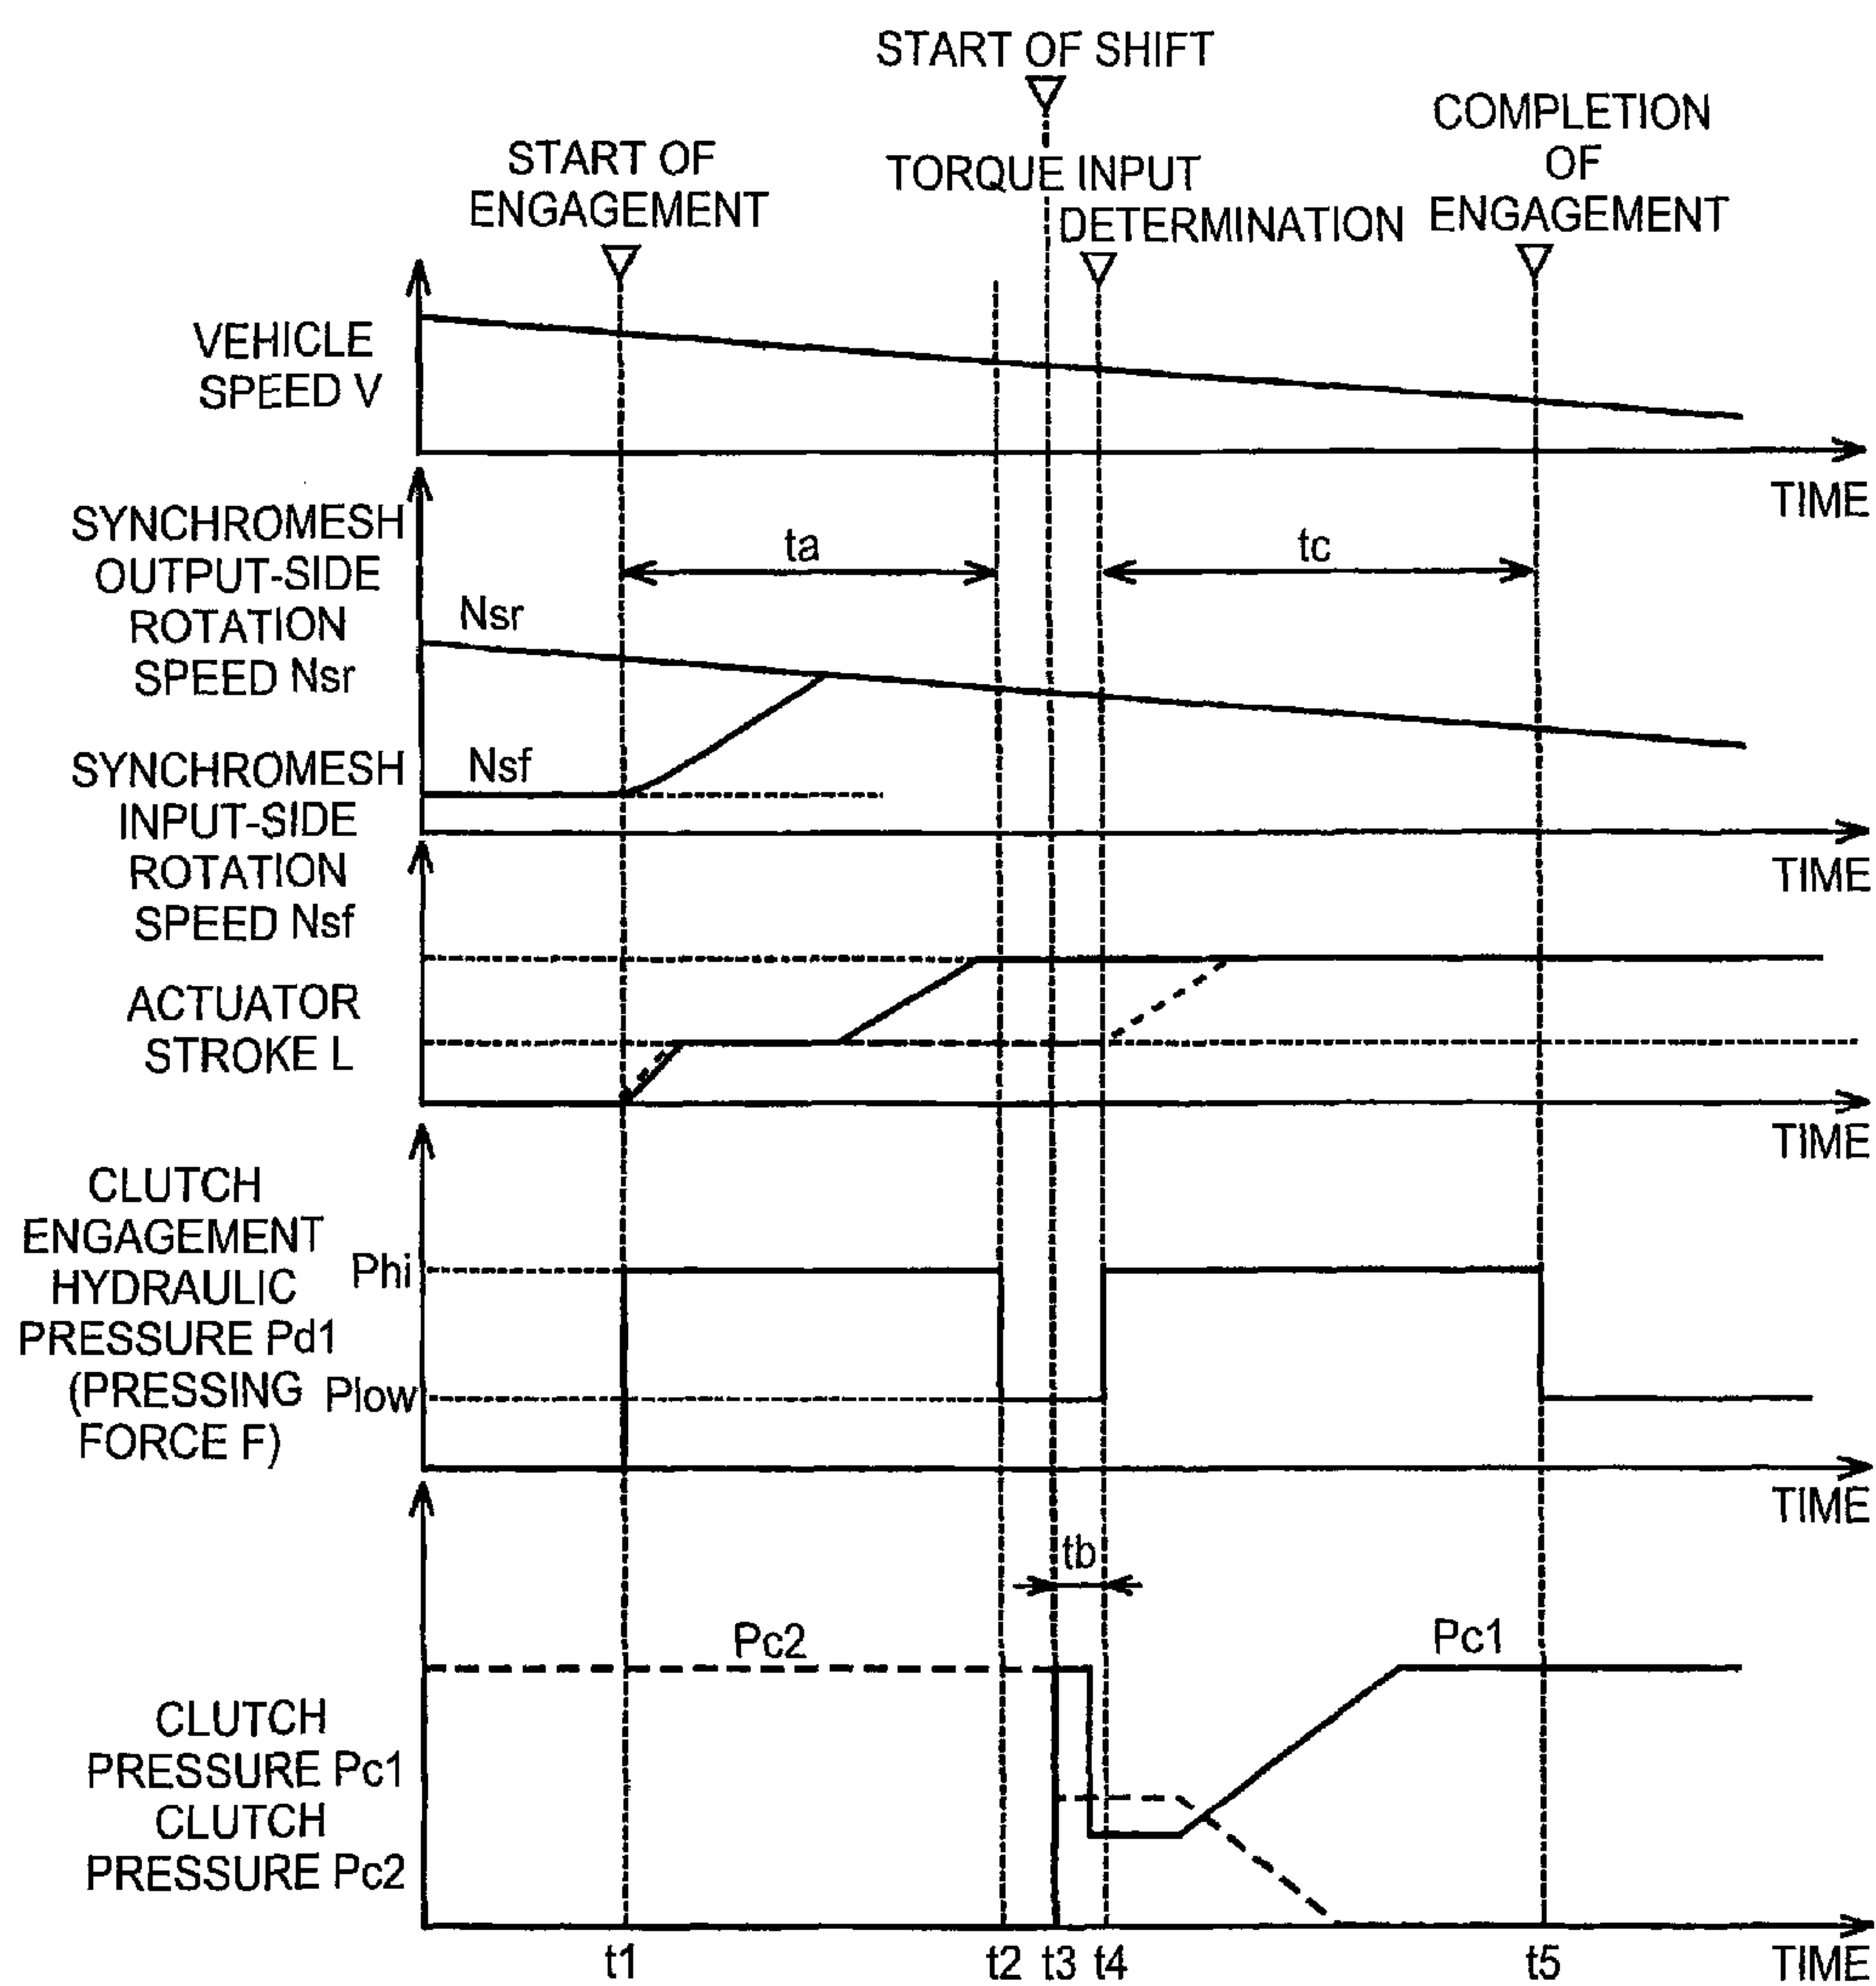 START OF SHIFT
START OF
ENGAGEMENT
TORQUE INPUT
DETERMINATION
COMPLETION
OF
ENGAGEMENT
VEHICLE
SPEED V
TIME
SYNCHROMESH
OUTPUT-SIDE
ROTATION
SPEED Nsr
ta
tc
Nsr
SYNCHROMESH
INPUT-SIDE
ROTATION
SPEED Nsf
Nsf
TIME
ACTUATOR
STROKE L
TIME
CLUTCH
ENGAGEMENT
HYDRAULIC
PRESSURE Pd1
(PRESSING
FORCE F)
Phi
Plow
TIME
tb
Pc2
Pc1
CLUTCH
PRESSURE Pc1
CLUTCH
PRESSURE Pc2
t1
t2
t3
t4
t5
TIME